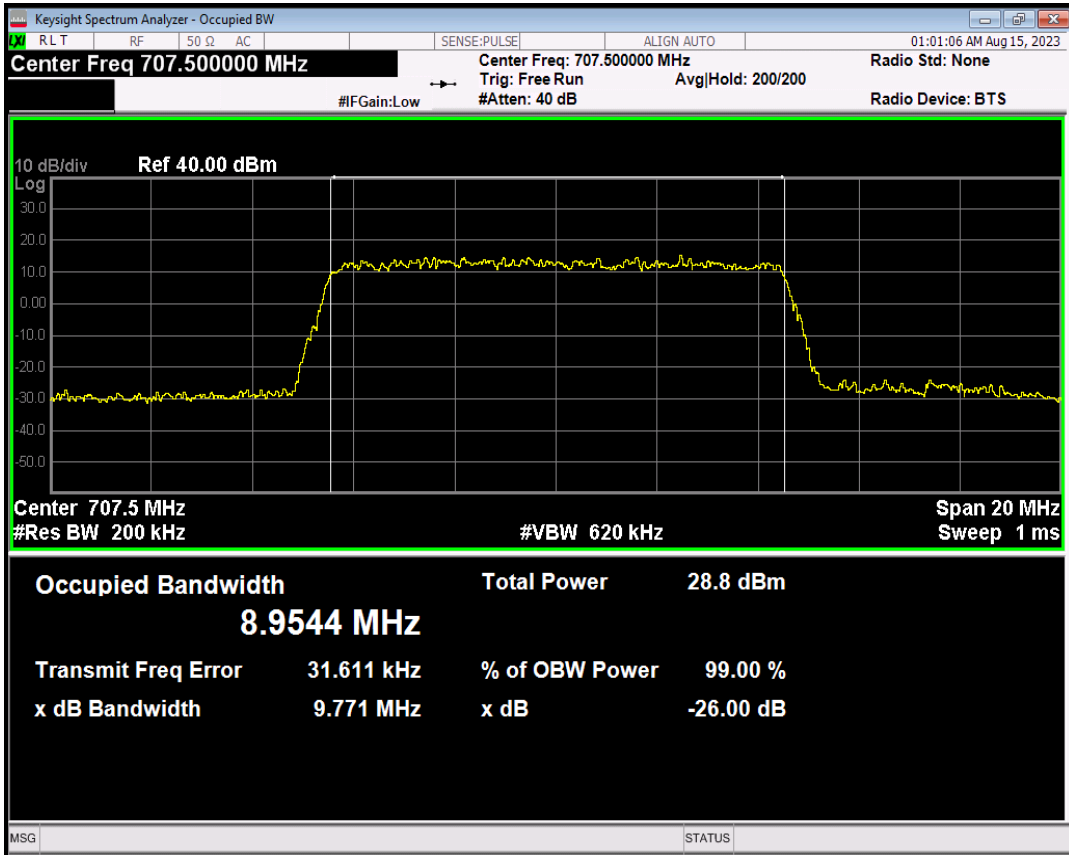 Keysight Spectrum Analyzer - Occupied BW
LXI RLT RF 50 Ω AC SENSE:PULSE ALIGN AUTO 01:01:06 AM Aug 15, 2023
Center Freq 707.500000 MHz Center Freq: 707.500000 MHz Radio Std: None
Trig: Free Run Avg|Hold: 200/200
#IFGain:Low #Atten: 40 dB Radio Device: BTS
10 dB/div Ref 40.00 dBm
Log
30.0
20.0
10.0
0.00
-10.0
-20.0
-30.0
-40.0
-50.0
Center 707.5 MHz Span 20 MHz
#Res BW 200 kHz #VBW 620 kHz Sweep 1 ms
Occupied Bandwidth Total Power 28.8 dBm
8.9544 MHz
Transmit Freq Error 31.611 kHz % of OBW Power 99.00 %
x dB Bandwidth 9.771 MHz x dB -26.00 dB
MSG STATUS